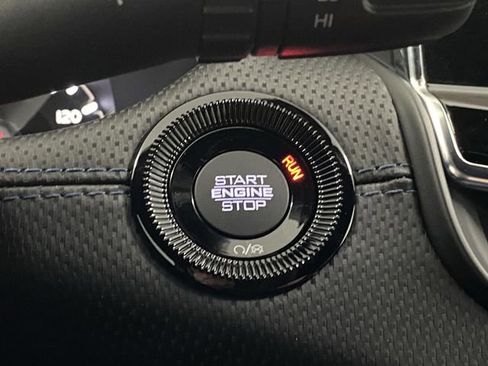 HI
120
RUN
START
ENGINE
STOP